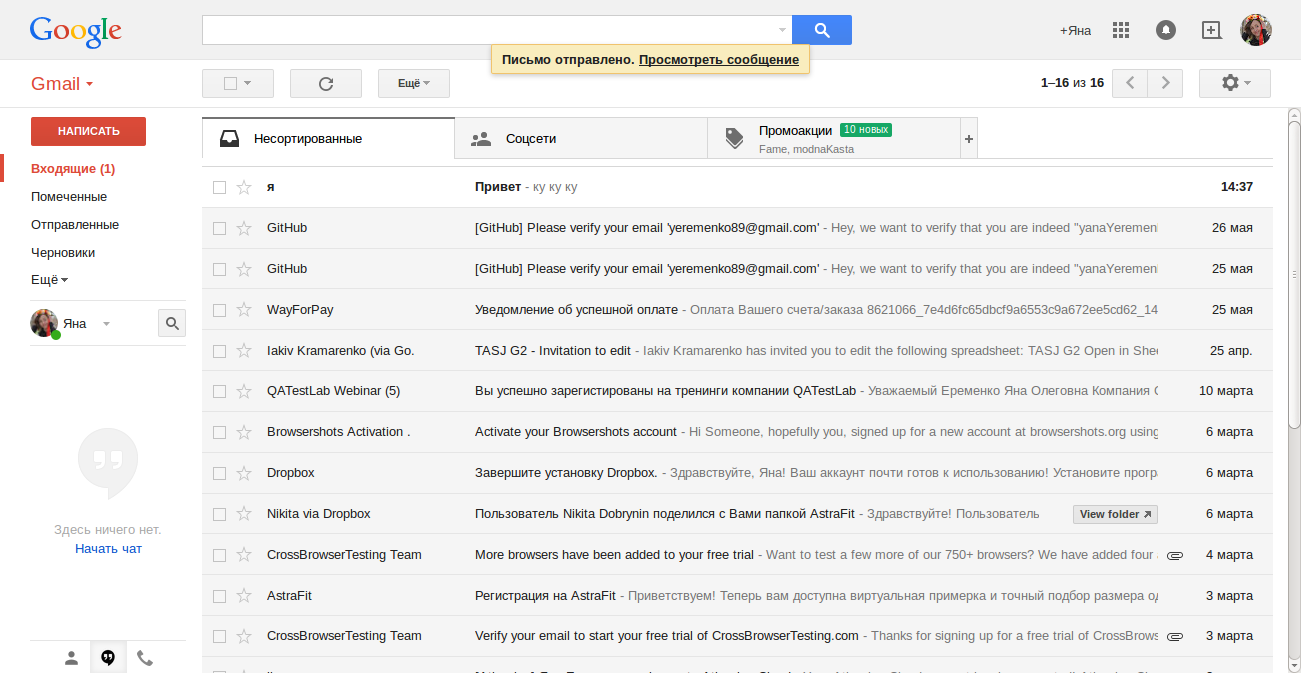 Google
+Яна
Письмо отправлено. Просмотреть сообщение
Gmail
Ещё
1–16 из 16
НАПИСАТЬ
Входящие (1)
Помеченные
Отправленные
Черновики
Ещё
Яна
Здесь ничего нет.
Начать чат
Несортированные
Соцсети
Промоакции 10 новых
Fame, modnaKasta
я Привет - ку ку ку 14:37
GitHub [GitHub] Please verify your email 'yeremenko89@gmail.com' - Hey, we want to verify that you are indeed "yanaYeremen 26 мая
GitHub [GitHub] Please verify your email 'yeremenko89@gmail.com' - Hey, we want to verify that you are indeed "yanaYeremen 25 мая
WayForPay Уведомление об успешной оплате - Оплата Вашего счета/заказа 8621066_7e4d6fc65dbcf9a6553c9a672ee5cd62_14 25 мая
Iakiv Kramarenko (via Go. TASJ G2 - Invitation to edit - Iakiv Kramarenko has invited you to edit the following spreadsheet: TASJ G2 Open in Shee 25 апр.
QATestLab Webinar (5) Вы успешно зарегистированы на тренинги компании QATestLab - Уважаемый Еременко Яна Олеговна Компания 10 марта
Browsershots Activation . Activate your Browsershots account - Hi Someone, hopefully you, signed up for a new account at browsershots.org using 6 марта
Dropbox Завершите установку Dropbox. - Здравствуйте, Яна! Ваш аккаунт почти готов к использованию! Установите програ 6 марта
Nikita via Dropbox Пользователь Nikita Dobrynin поделился с Вами папкой AstraFit - Здравствуйте! Пользователь View folder 6 марта
CrossBrowserTesting Team More browsers have been added to your free trial - Want to test a few more of our 750+ browsers? We have added four 4 марта
AstraFit Регистрация на AstraFit - Приветствуем! Теперь вам доступна виртуальная примерка и точный подбор размера од 3 марта
CrossBrowserTesting Team Verify your email to start your free trial of CrossBrowserTesting.com - Thanks for signing up for a free trial of CrossBrows 3 марта